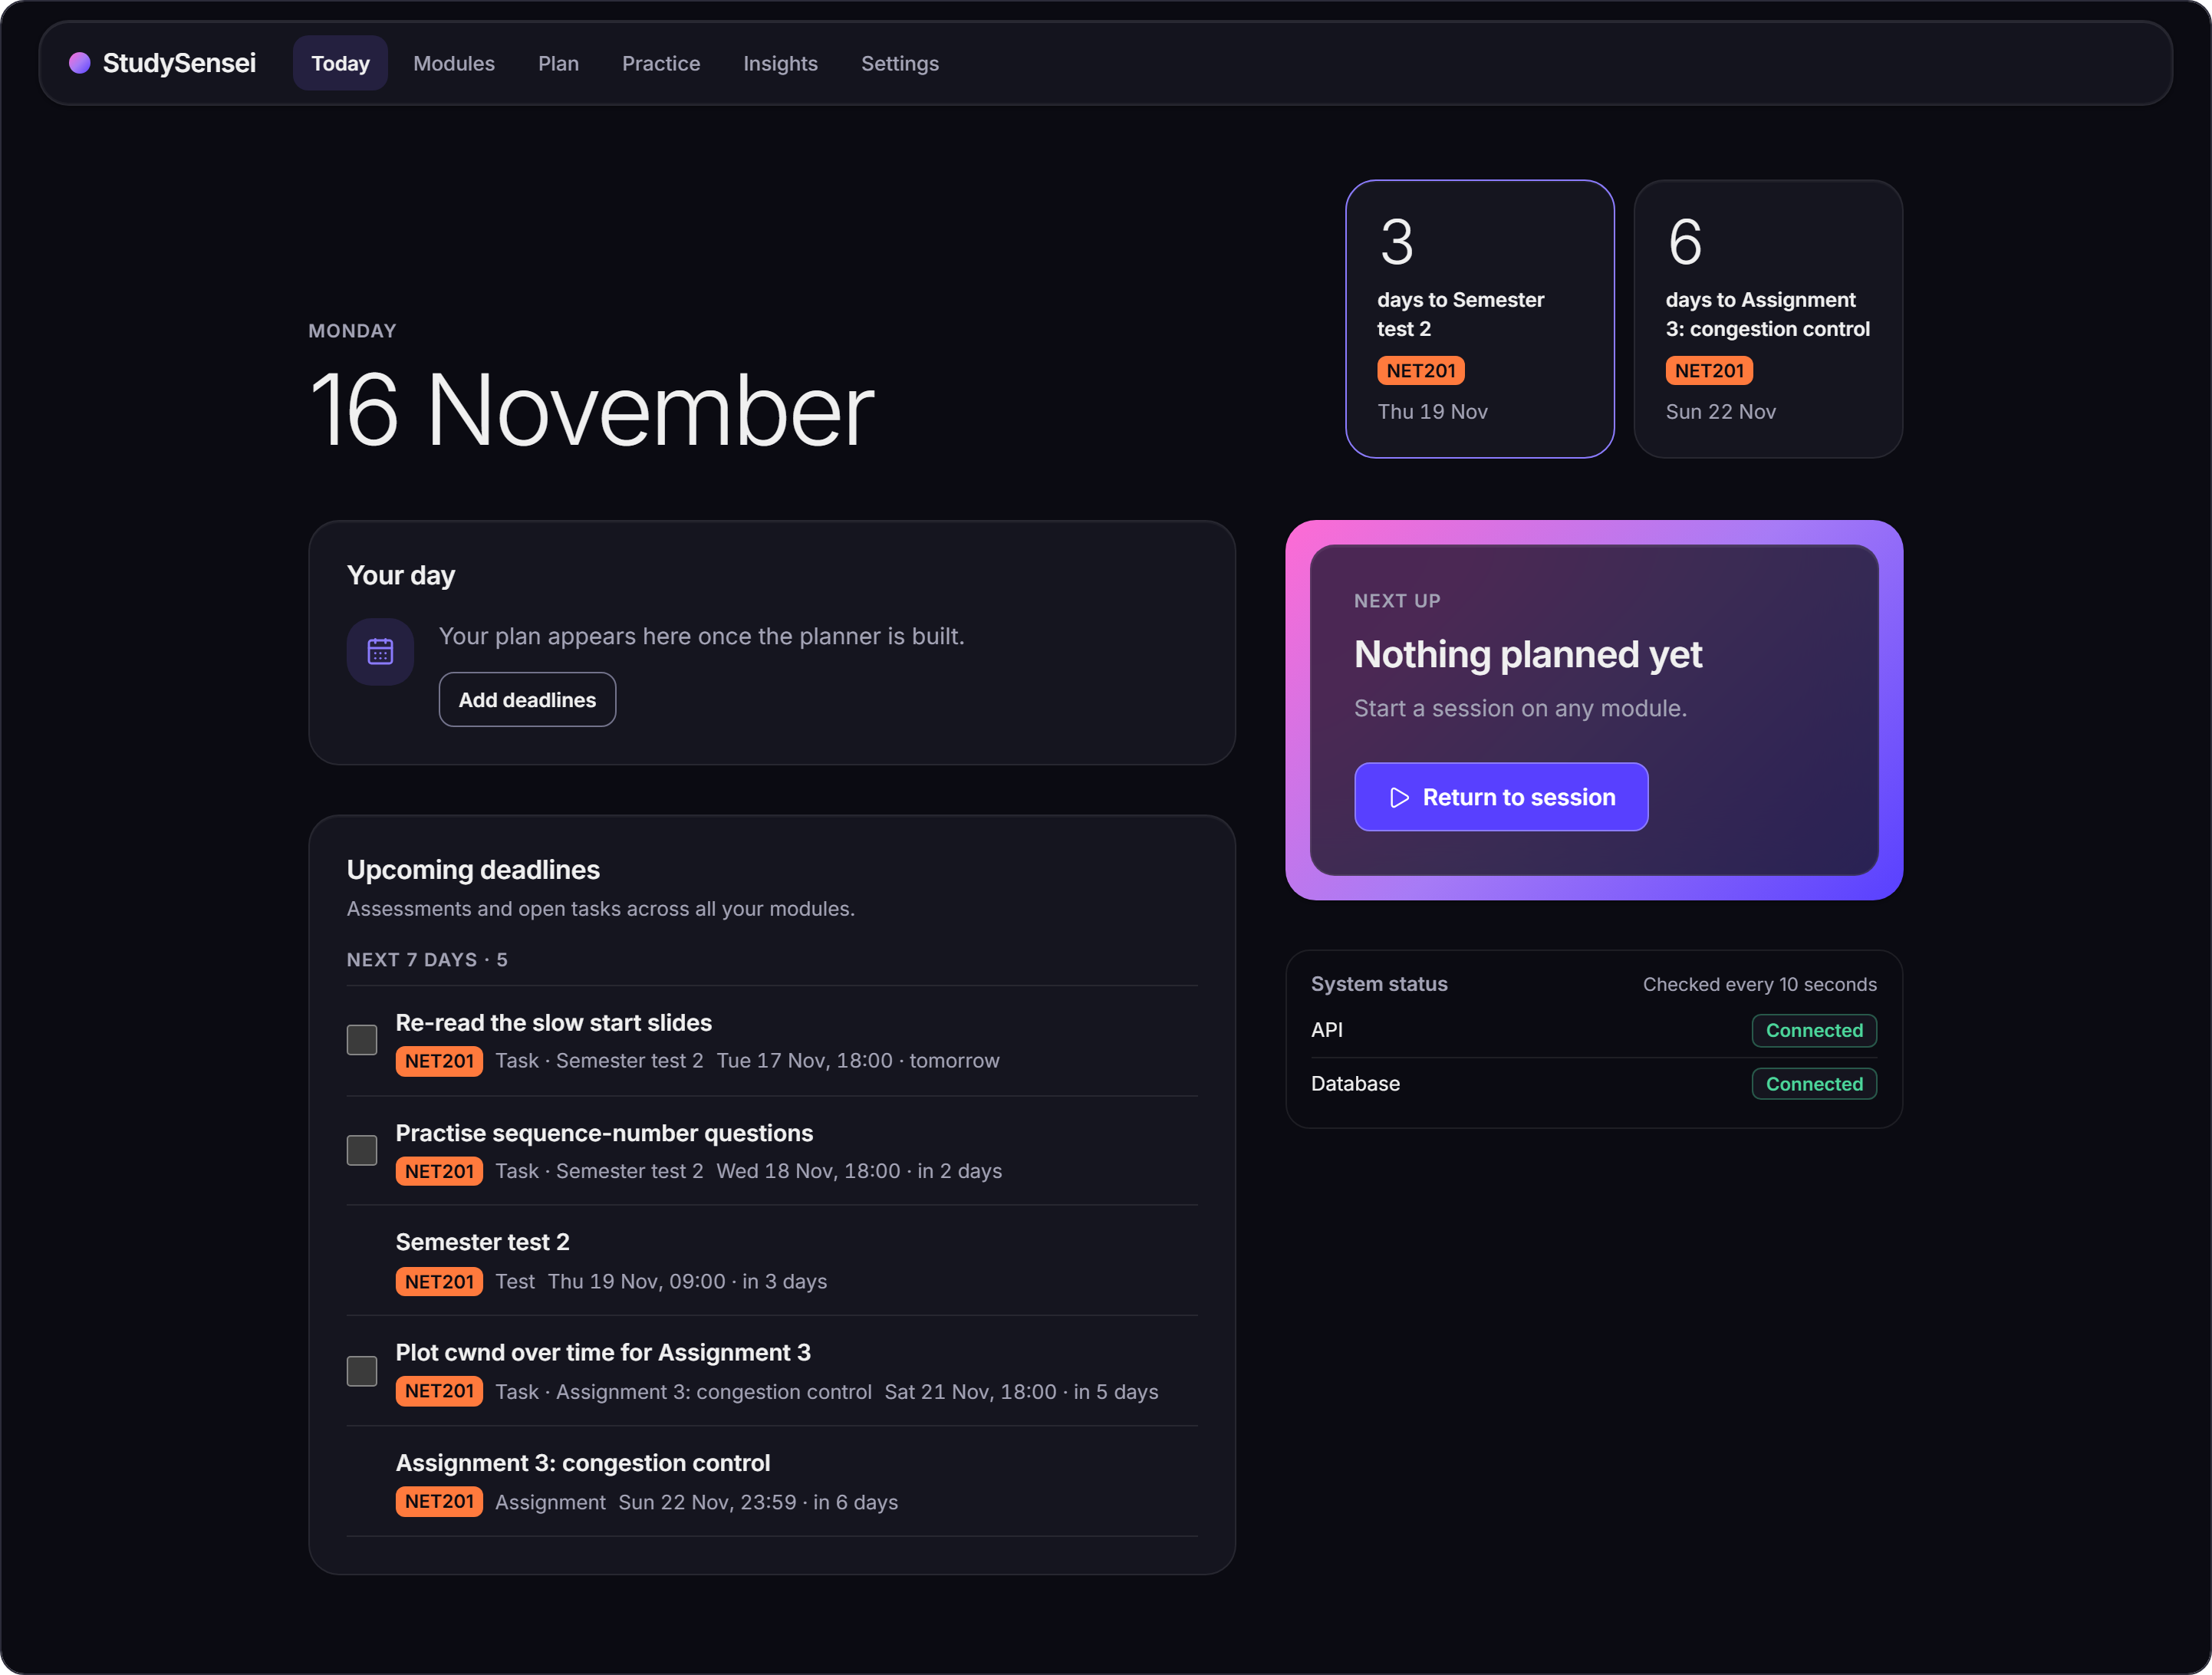 StudySensei
Today
Modules
Plan
Practice
Insights
Settings
MONDAY
16 November
3
days to Semester
test 2
NET201
Thu 19 Nov
6
days to Assignment
3: congestion control
NET201
Sun 22 Nov
Your day
Your plan appears here once the planner is built.
Add deadlines
NEXT UP
Nothing planned yet
Start a session on any module.
Return to session
Upcoming deadlines
Assessments and open tasks across all your modules.
NEXT 7 DAYS · 5
Re-read the slow start slides
NET201 Task · Semester test 2 Tue 17 Nov, 18:00 · tomorrow
Practise sequence-number questions
NET201 Task · Semester test 2 Wed 18 Nov, 18:00 · in 2 days
Semester test 2
NET201 Test Thu 19 Nov, 09:00 · in 3 days
Plot cwnd over time for Assignment 3
NET201 Task · Assignment 3: congestion control Sat 21 Nov, 18:00 · in 5 days
Assignment 3: congestion control
NET201 Assignment Sun 22 Nov, 23:59 · in 6 days
System status
Checked every 10 seconds
API
Connected
Database
Connected